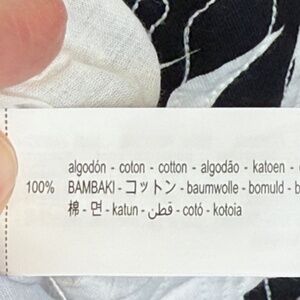 algodón - coton - cotton - algodão - katoen -
100% BAMBAKI - コットン - baumwolle - bomuld -
棉 - 면 - katun - قطن - cotó - kotoia